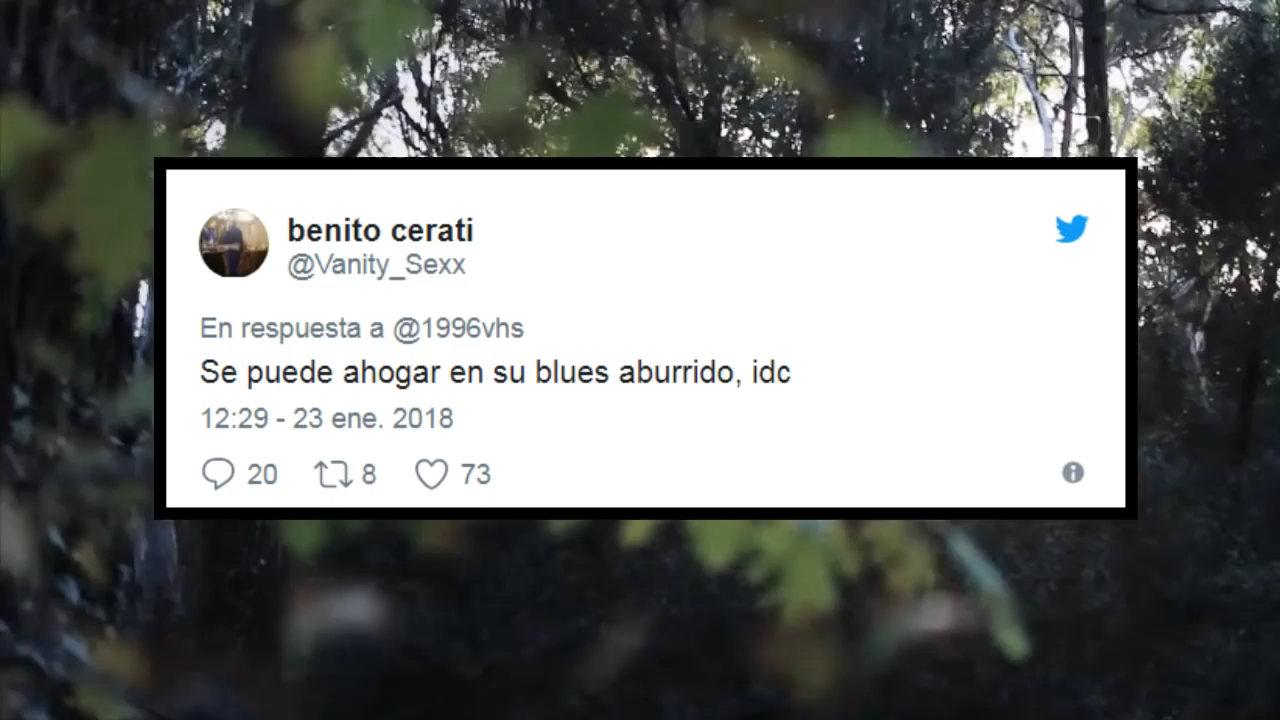 benito cerati
@Vanity_Sexx
En respuesta a @1996vhs
Se puede ahogar en su blues aburrido, idc
12:29 - 23 ene. 2018
20 8 73